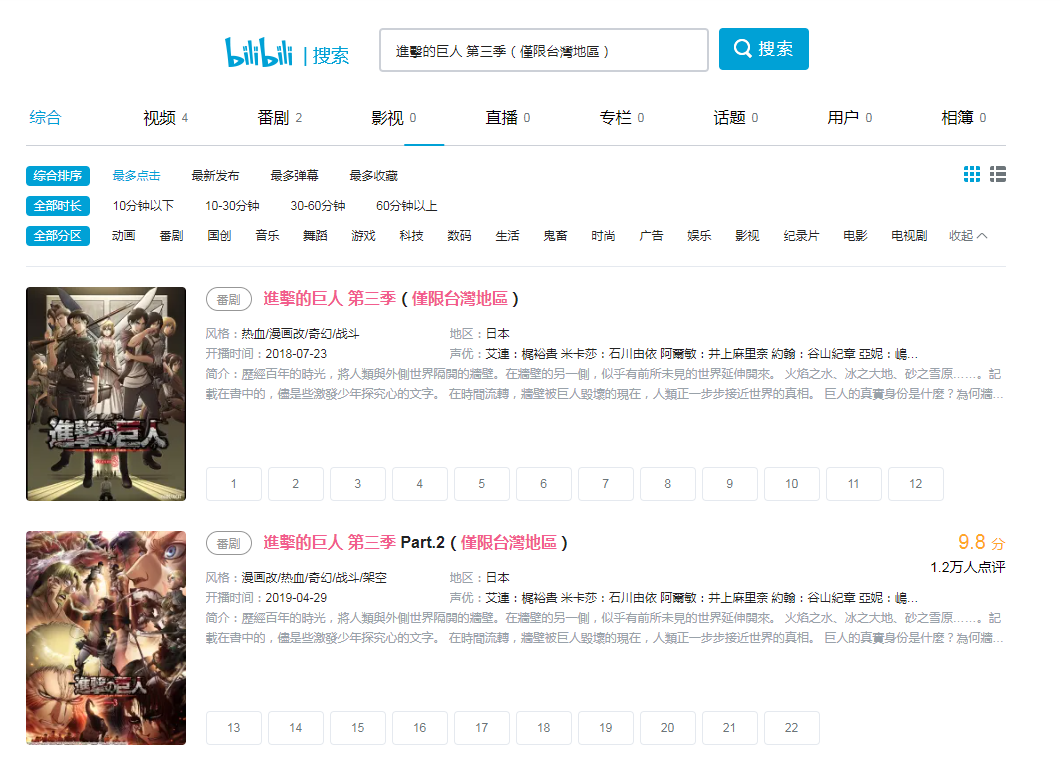 bilibili | 搜索
進擊的巨人 第三季（僅限台灣地區）
搜索
综合 视频 4 番剧 2 影视 0 直播 0 专栏 0 话题 0 用户 0 相簿 0
综合排序 最多点击 最新发布 最多弹幕 最多收藏
全部时长 10分钟以下 10-30分钟 30-60分钟 60分钟以上
全部分区 动画 番剧 国创 音乐 舞蹈 游戏 科技 数码 生活 鬼畜 时尚 广告 娱乐 影视 纪录片 电影 电视剧 收起
番剧 進擊的巨人 第三季（僅限台灣地區）
风格：热血/漫画改/奇幻/战斗 地区：日本
开播时间：2018-07-23 声优：艾連：梶裕貴 米卡莎：石川由依 阿爾敏：井上麻里奈 約翰：谷山紀章 亞妮：嶋...
简介：歷經百年的時光，將人類與外側世界隔開的牆壁。在牆壁的另一側，似乎有前所未見的世界延伸開來。 火焰之水、冰之大地、砂之雪原……。記
載在書中的，儘是些激發少年探究心的文字。 在時間流轉，牆壁被巨人毀壞的現在，人類正一步步接近世界的真相。 巨人的真實身份是什麼？為何牆...
進撃の巨人
1 2 3 4 5 6 7 8 9 10 11 12
番剧 進擊的巨人 第三季 Part.2（僅限台灣地區）
9.8 分
1.2万人点评
风格：漫画改/热血/奇幻/战斗/架空 地区：日本
开播时间：2019-04-29 声优：艾連：梶裕貴 米卡莎：石川由依 阿爾敏：井上麻里奈 約翰：谷山紀章 亞妮：嶋...
简介：歷經百年的時光，將人類與外側世界隔開的牆壁。在牆壁的另一側，似乎有前所未見的世界延伸開來。 火焰之水、冰之大地、砂之雪原……。記
載在書中的，儘是些激發少年探究心的文字。 在時間流轉，牆壁被巨人毀壞的現在，人類正一步步接近世界的真相。 巨人的真實身份是什麼？為何牆...
進撃の巨人
13 14 15 16 17 18 19 20 21 22